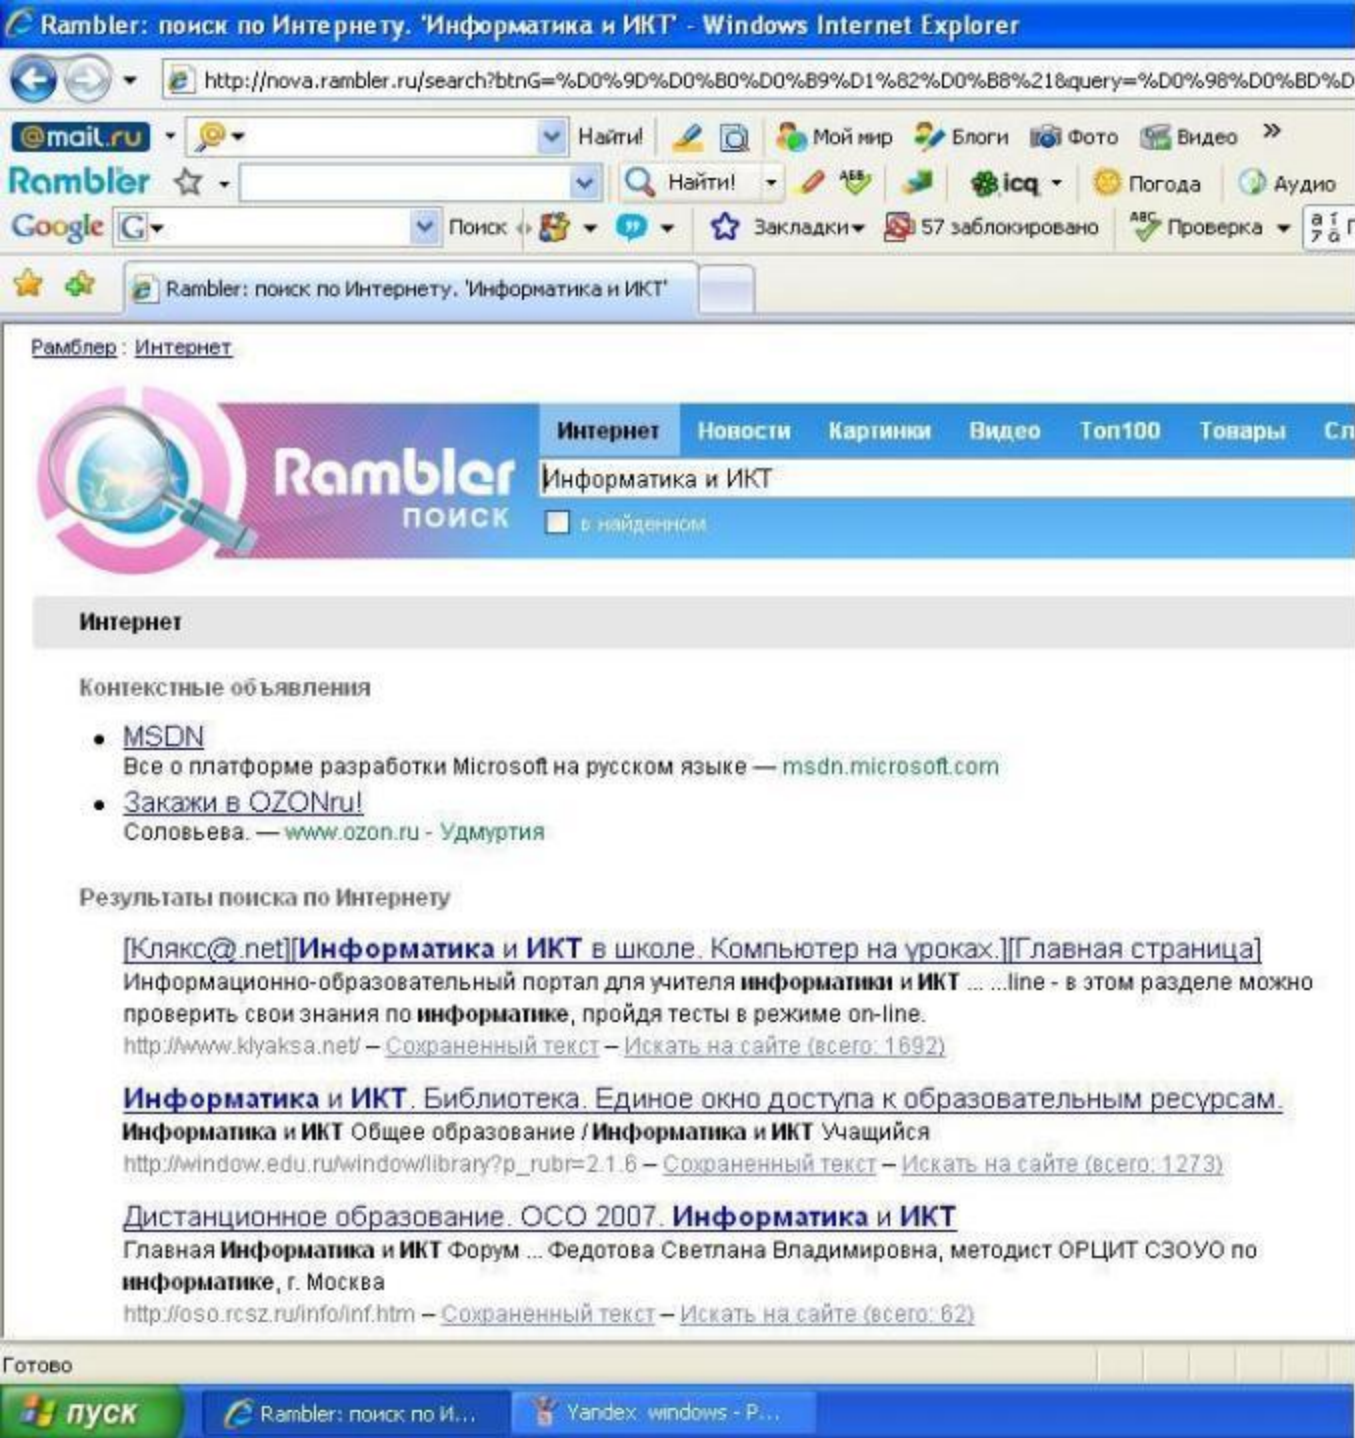 Rambler: поиск по Интернету. 'Информатика и ИКТ' - Windows Internet Explorer
http://nova.rambler.ru/search?btnG=%D0%9D%D0%B0%D0%B9%D1%82%D0%B8%21&query=%D0%98%D0%BD%D
@mail.ru Найти! Мой мир Блоги Фото Видео »
Rambler Найти! АБВ icq Погода Аудио
Google G Поиск Закладки 57 заблокировано ABC Проверка
Rambler: поиск по Интернету. 'Информатика и ИКТ'
Рамблер : Интернет
Интернет Новости Картинки Видео Топ100 Товары Сл
Rambler
поиск
Информатика и ИКТ
в найденном
Интернет
Контекстные объявления
• MSDN
Все о платформе разработки Microsoft на русском языке — msdn.microsoft.com
• Закажи в OZONru!
Соловьева. — www.ozon.ru - Удмуртия
Результаты поиска по Интернету
[Клякс@.net][Информатика и ИКТ в школе. Компьютер на уроках.][Главная страница]
Информационно-образовательный портал для учителя информатики и ИКТ ... ...line - в этом разделе можно
проверить свои знания по информатике, пройдя тесты в режиме on-line.
http://www.klyaksa.net/ – Сохраненный текст – Искать на сайте (всего: 1692)
Информатика и ИКТ. Библиотека. Единое окно доступа к образовательным ресурсам.
Информатика и ИКТ Общее образование / Информатика и ИКТ Учащийся
http://window.edu.ru/window/library?p_rubr=2.1.6 – Сохраненный текст – Искать на сайте (всего: 1273)
Дистанционное образование. ОСО 2007. Информатика и ИКТ
Главная Информатика и ИКТ Форум ... Федотова Светлана Владимировна, методист ОРЦИТ СЗОУО по
информатике, г. Москва
http://oso.rcsz.ru/info/inf.htm – Сохраненный текст – Искать на сайте (всего: 62)
Готово
пуск Rambler: поиск по И... Yandex windows - P...